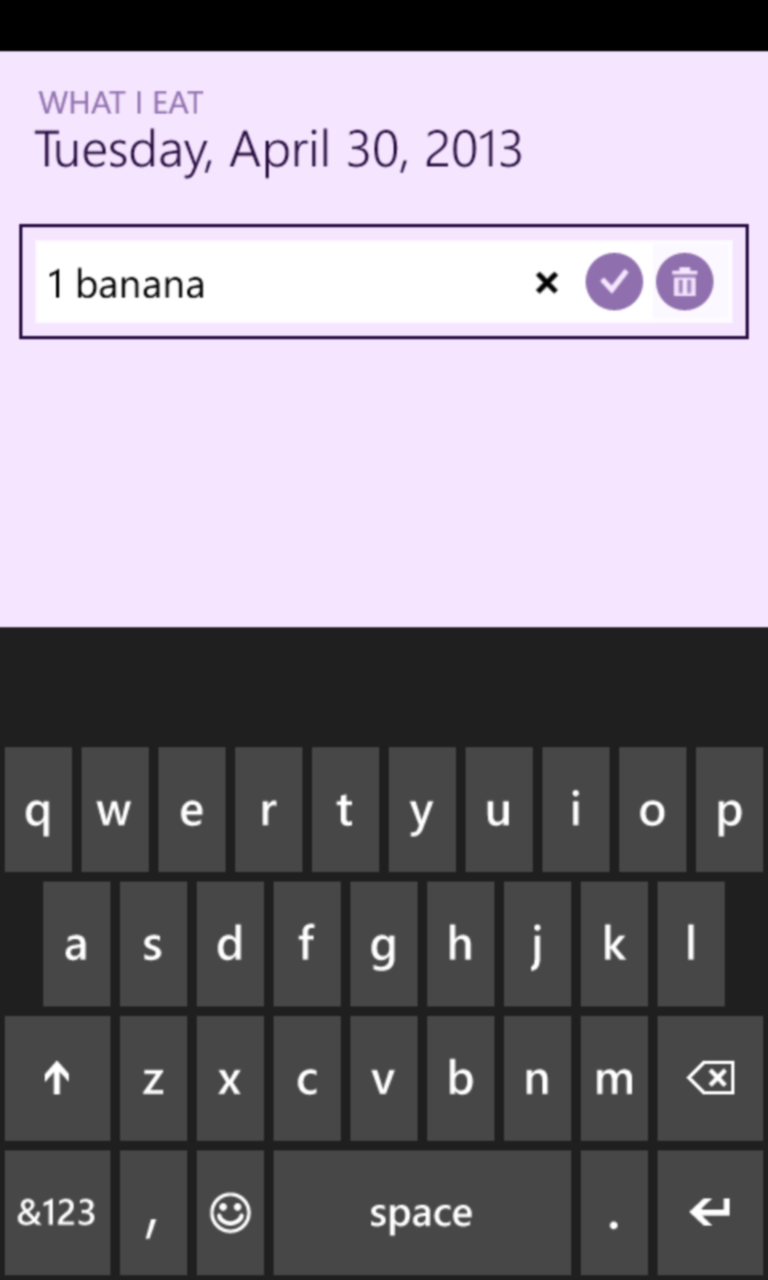 WHAT I EAT
Tuesday, April 30, 2013
1 banana
q w e r t y u i o p
a s d f g h j k l
z x c v b n m
&123 , space .